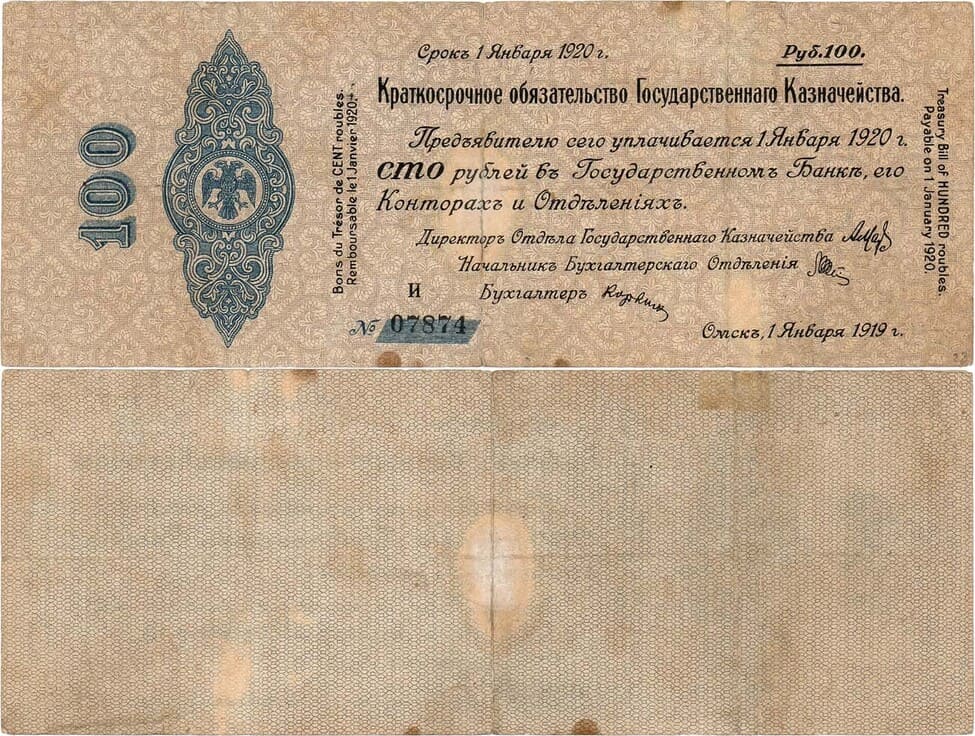 100
Bons du Trésor de CENT roubles.
Remboursable le 1 Janvier 1920.
Срокъ 1 Января 1920 г.
Руб.100.
Краткосрочное обязательство Государственнаго Казначейства.
Предъявителю сего уплачивается 1 Января 1920 г.
сто рублей въ Государственномъ Банкѣ, его
Конторахъ и Отдѣленіяхъ.
Директоръ Отдѣла Государственнаго Казначейства
Начальникъ Бухгалтерскаго Отдѣленія
И Бухгалтеръ
№ 07874
Омскъ, 1 Января 1919 г.
Treasury Bill of HUNDRED roubles.
Payable on 1 January 1920.